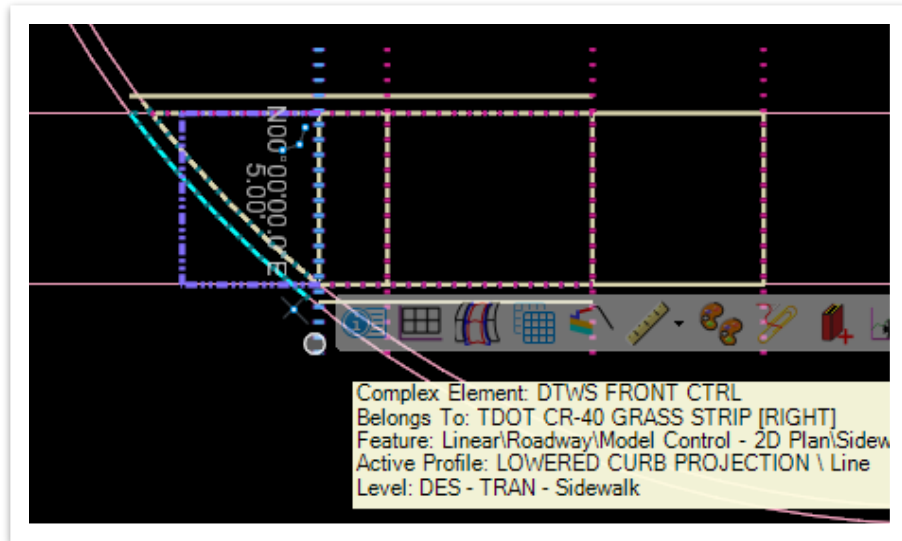 N00°00'00.0"E
5.00'
Complex Element: DTWS FRONT CTRL
Belongs To: TDOT CR-40 GRASS STRIP [RIGHT]
Feature: Linear\Roadway\Model Control - 2D Plan\Sidew
Active Profile: LOWERED CURB PROJECTION \ Line
Level: DES - TRAN - Sidewalk